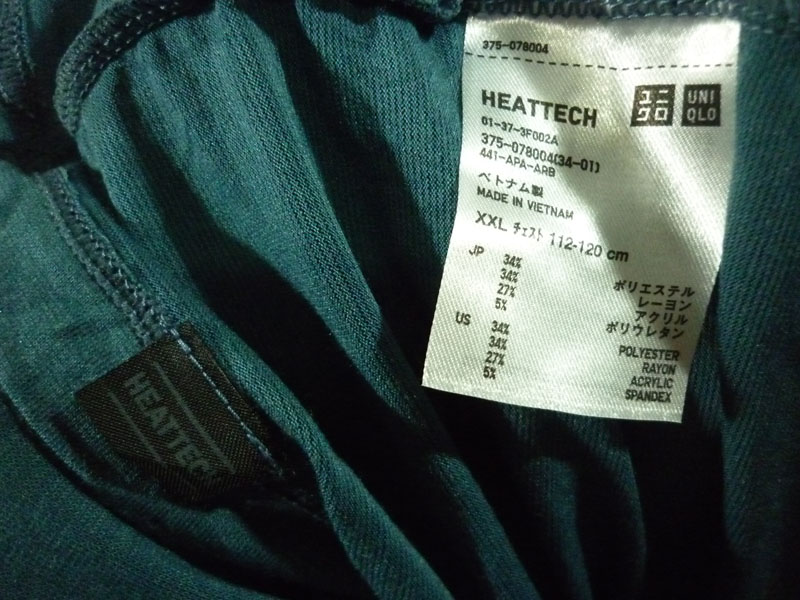 375-078004
ユニクロ
UNIQLO
HEATTECH
01-37-3F002A
375-078004(34-01)
441-APA-ARB
ベトナム製
MADE IN VIETNAM
XXL チェスト 112-120 cm
JP
34% ポリエステル
34% レーヨン
27% アクリル
5% ポリウレタン
US
34% POLYESTER
34% RAYON
27% ACRYLIC
5% SPANDEX
HEATTECH